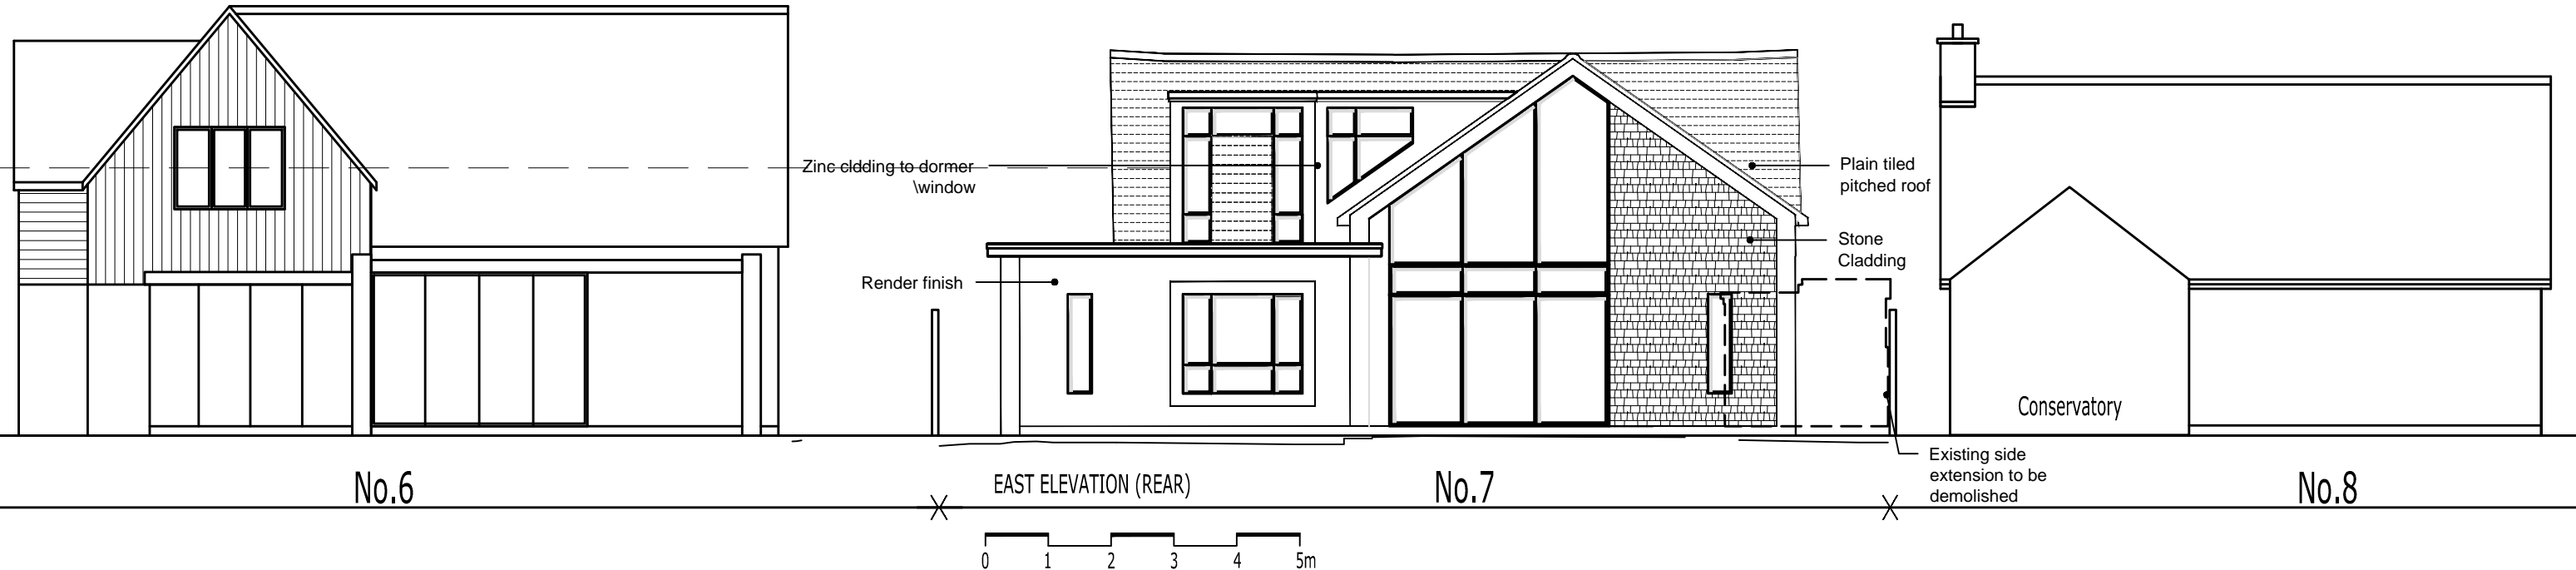 Zinc cldding to dormer
\window
Plain tiled
pitched roof
Stone
Cladding
Render finish
Conservatory
Existing side
extension to be
demolished
No.6
EAST ELEVATION (REAR)
No.7
No.8
0 1 2 3 4 5m